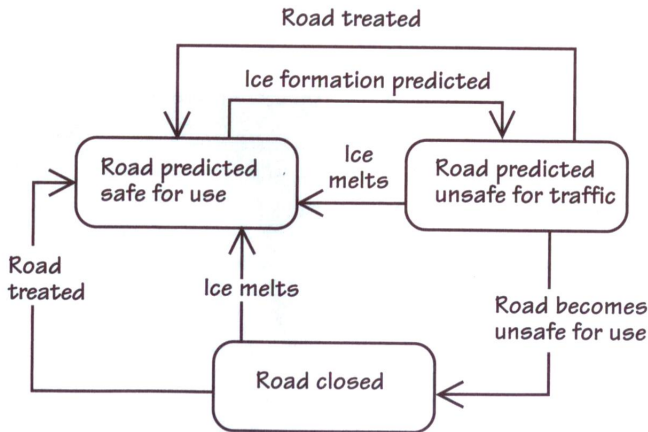 Road treated
Ice formation predicted
Road predicted
safe for use
Ice
melts
Road predicted
unsafe for traffic
Road
treated
Ice melts
Road becomes
unsafe for use
Road closed